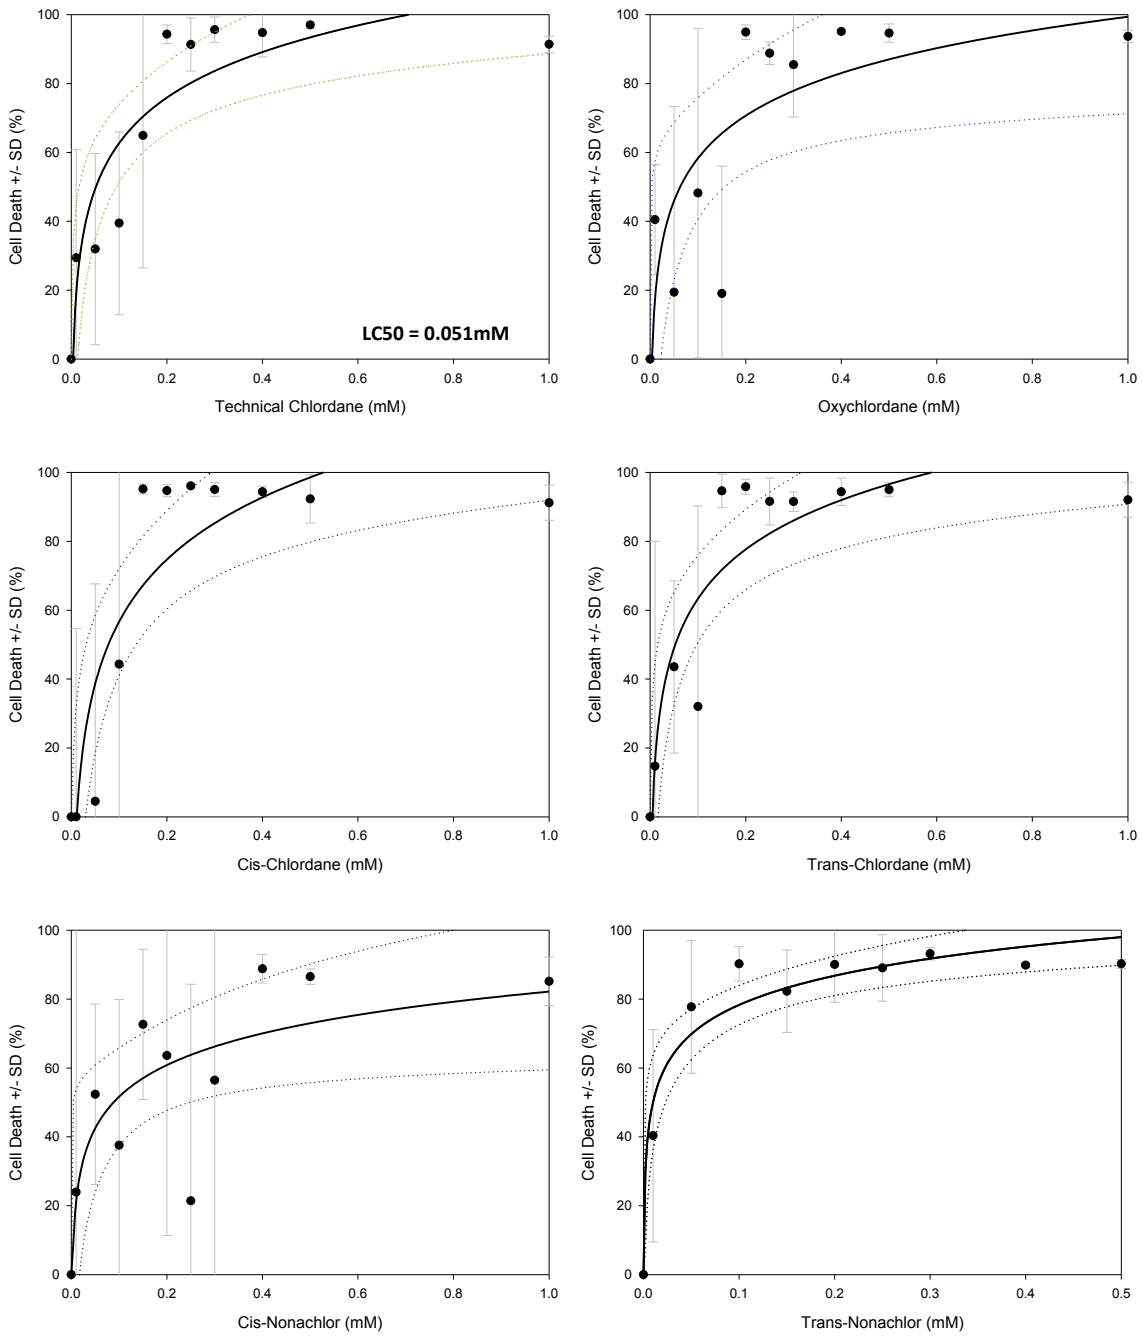 100
80
60
40
20
0
Cell Death +/- SD (%)
LC50 = 0.051mM
0.0 0.2 0.4 0.6 0.8 1.0
Technical Chlordane (mM)
100
80
60
40
20
0
Cell Death +/- SD (%)
0.0 0.2 0.4 0.6 0.8 1.0
Oxychlordane (mM)
100
80
60
40
20
0
Cell Death +/- SD (%)
0.0 0.2 0.4 0.6 0.8 1.0
Cis-Chlordane (mM)
100
80
60
40
20
0
Cell Death +/- SD (%)
0.0 0.2 0.4 0.6 0.8 1.0
Trans-Chlordane (mM)
100
80
60
40
20
0
Cell Death +/- SD (%)
0.0 0.2 0.4 0.6 0.8 1.0
Cis-Nonachlor (mM)
100
80
60
40
20
0
Cell Death +/- SD (%)
0.0 0.1 0.2 0.3 0.4 0.5
Trans-Nonachlor (mM)